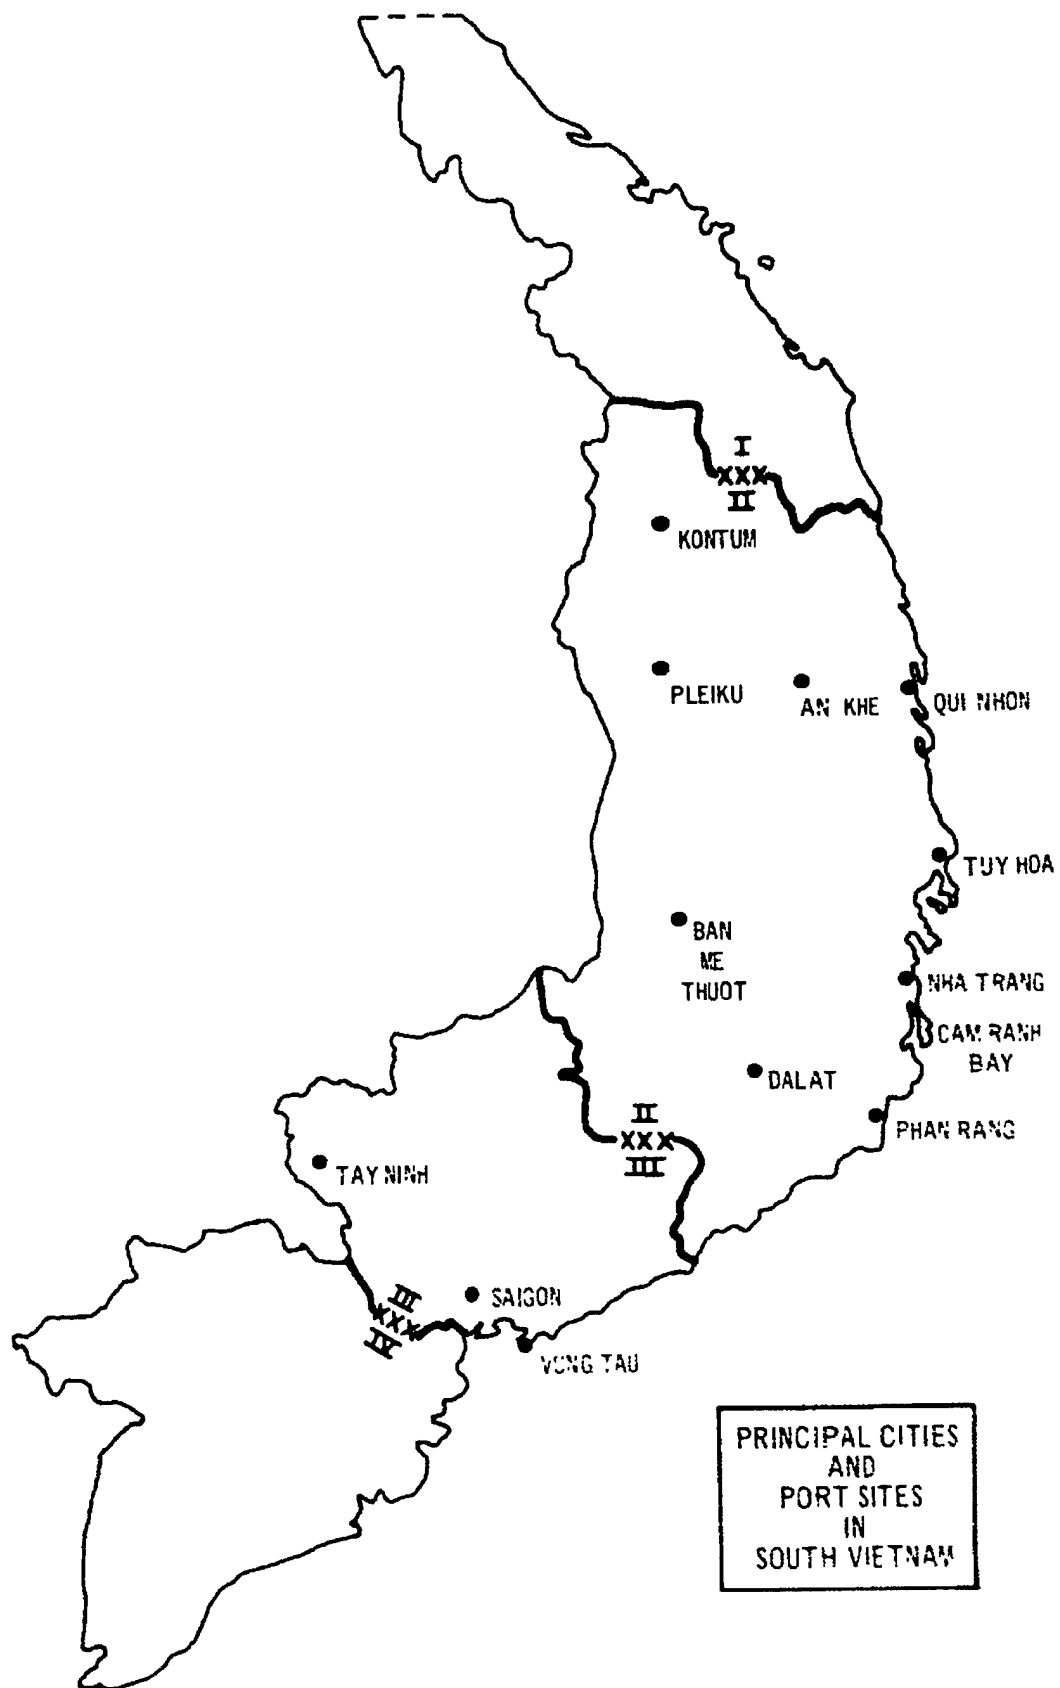 I
XXX
II
KONTUM
PLEIKU
AN KHE
QUI NHON
TUY HOA
BAN
ME
THUOT
NHA TRANG
CAM RANH
BAY
DALAT
PHAN RANG
II
XXX
III
TAY NINH
SAIGON
III
XXX
IV
VUNG TAU
PRINCIPAL CITIES
AND
PORT SITES
IN
SOUTH VIETNAM